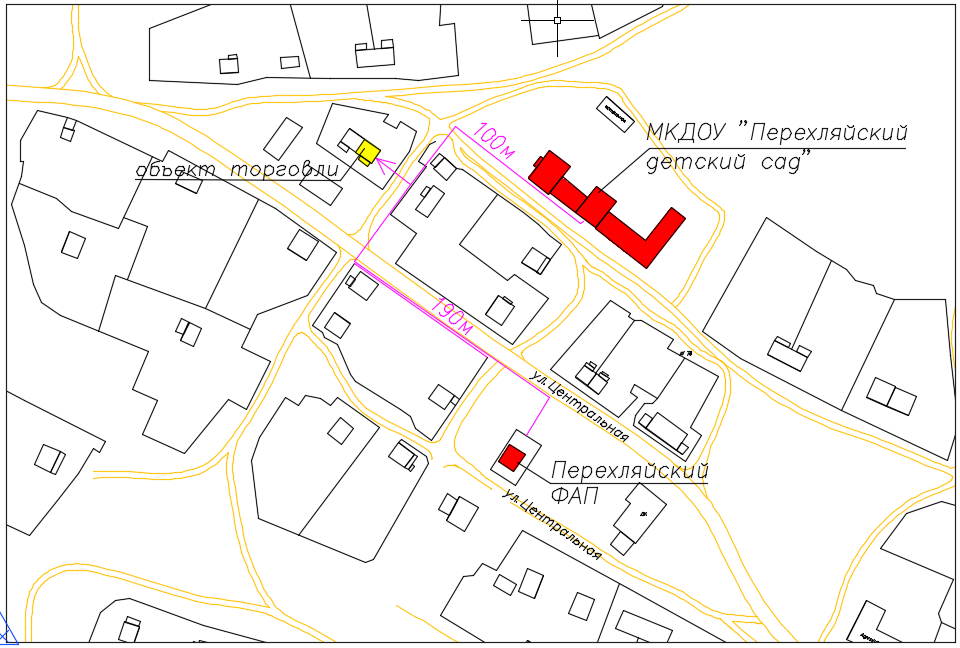 100м
МКДОУ "Перехляйский
детский сад"
объект торговли
190м
ул. Центральная
Перехляйский
ФАП
ул. Центральная